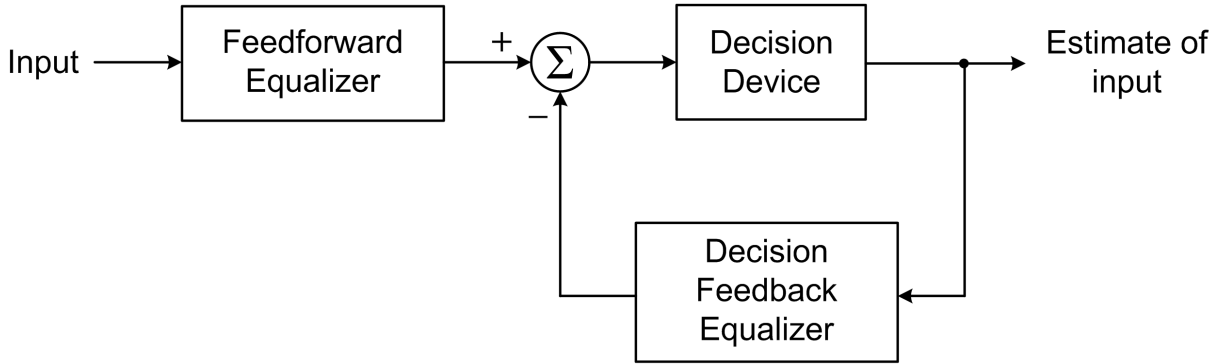 Input
Feedforward
Equalizer
+
Σ
−
Decision
Device
Estimate of
input
Decision
Feedback
Equalizer